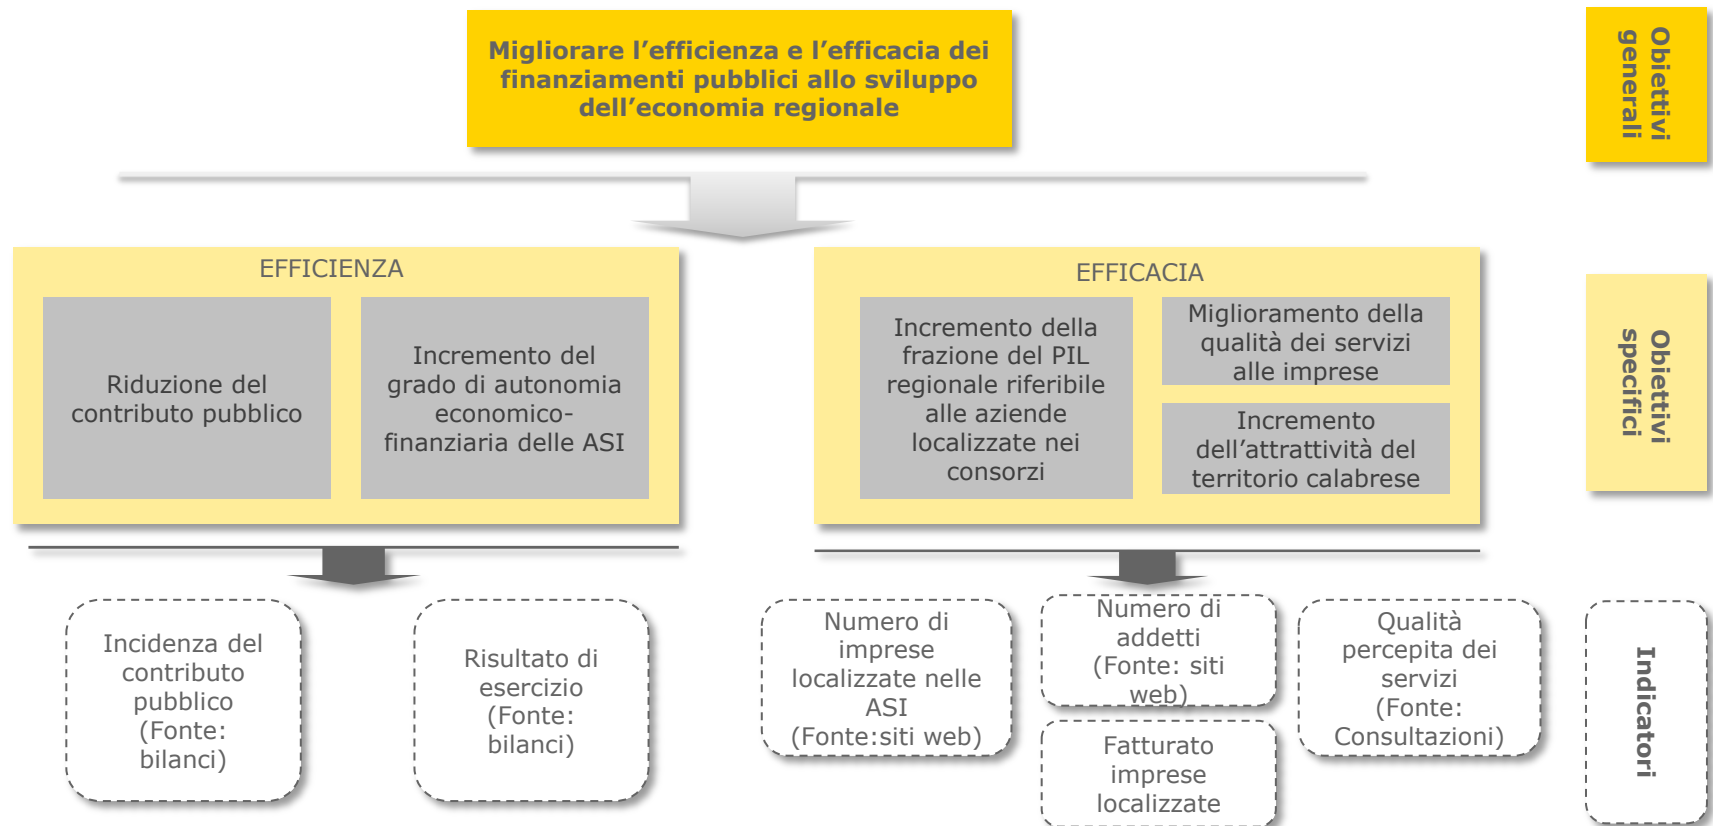 Migliorare l'efficienza e l'efficacia dei
finanziamenti pubblici allo sviluppo
dell'economia regionale
Obiettivi
generali
EFFICIENZA
Riduzione del
contributo pubblico
Incremento del
grado di autonomia
economico-
finanziaria delle ASI
EFFICACIA
Incremento della
frazione del PIL
regionale riferibile
alle aziende
localizzate nei
consorzi
Miglioramento della
qualità dei servizi
alle imprese
Incremento
dell'attrattività del
territorio calabrese
Obiettivi
specifici
Incidenza del
contributo
pubblico
(Fonte:
bilanci)
Risultato di
esercizio
(Fonte:
bilanci)
Numero di
imprese
localizzate nelle
ASI
(Fonte:siti web)
Numero di
addetti
(Fonte: siti
web)
Fatturato
imprese
localizzate
Qualità
percepita dei
servizi
(Fonte:
Consultazioni)
Indicatori